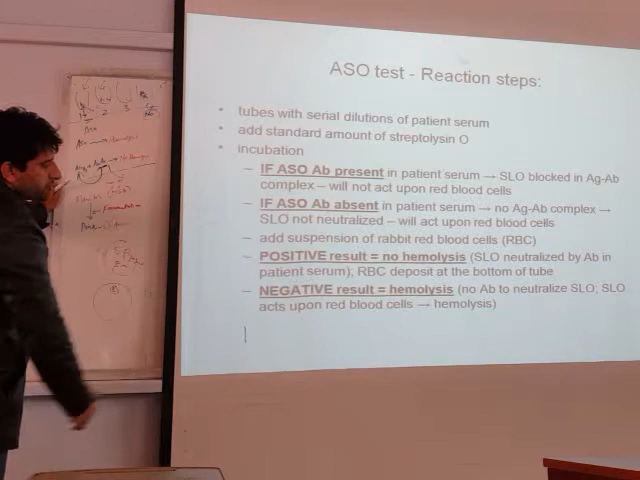 ASO test - Reaction steps:
• tubes with serial dilutions of patient serum
• add standard amount of streptolysin O
• incubation
– IF ASO Ab present in patient serum → SLO blocked in Ag-Ab
complex – will not act upon red blood cells
– IF ASO Ab absent in patient serum → no Ag-Ab complex →
SLO not neutralized – will act upon red blood cells
– add suspension of rabbit red blood cells (RBC)
– POSITIVE result = no hemolysis (SLO neutralized by Ab in
patient serum); RBC deposit at the bottom of tube
– NEGATIVE result = hemolysis (no Ab to neutralize SLO; SLO
acts upon red blood cells → hemolysis)